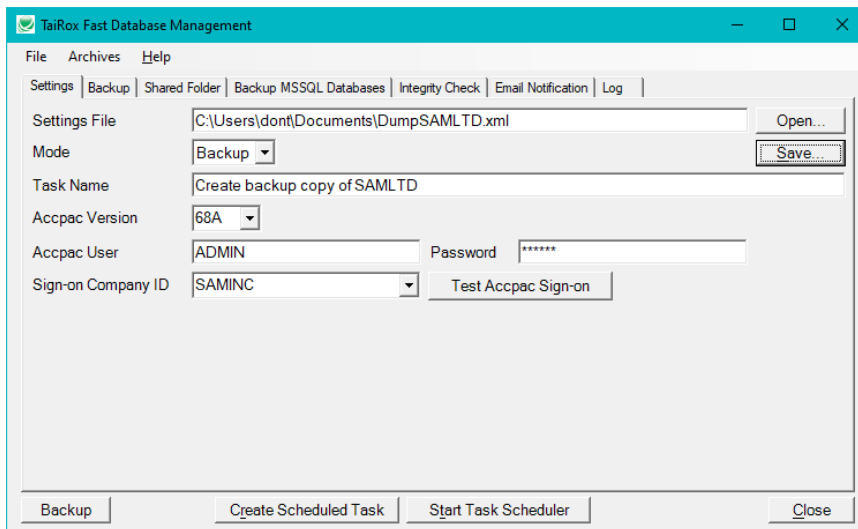 TaiRox Fast Database Management
File Archives Help
Settings Backup Shared Folder Backup MSSQL Databases Integrity Check Email Notification Log
Settings File C:\Users\dont\Documents\DumpSAMLTD.xml Open...
Mode Backup Save...
Task Name Create backup copy of SAMLTD
Accpac Version 68A
Accpac User ADMIN Password ******
Sign-on Company ID SAMINC Test Accpac Sign-on
Backup Create Scheduled Task Start Task Scheduler Close